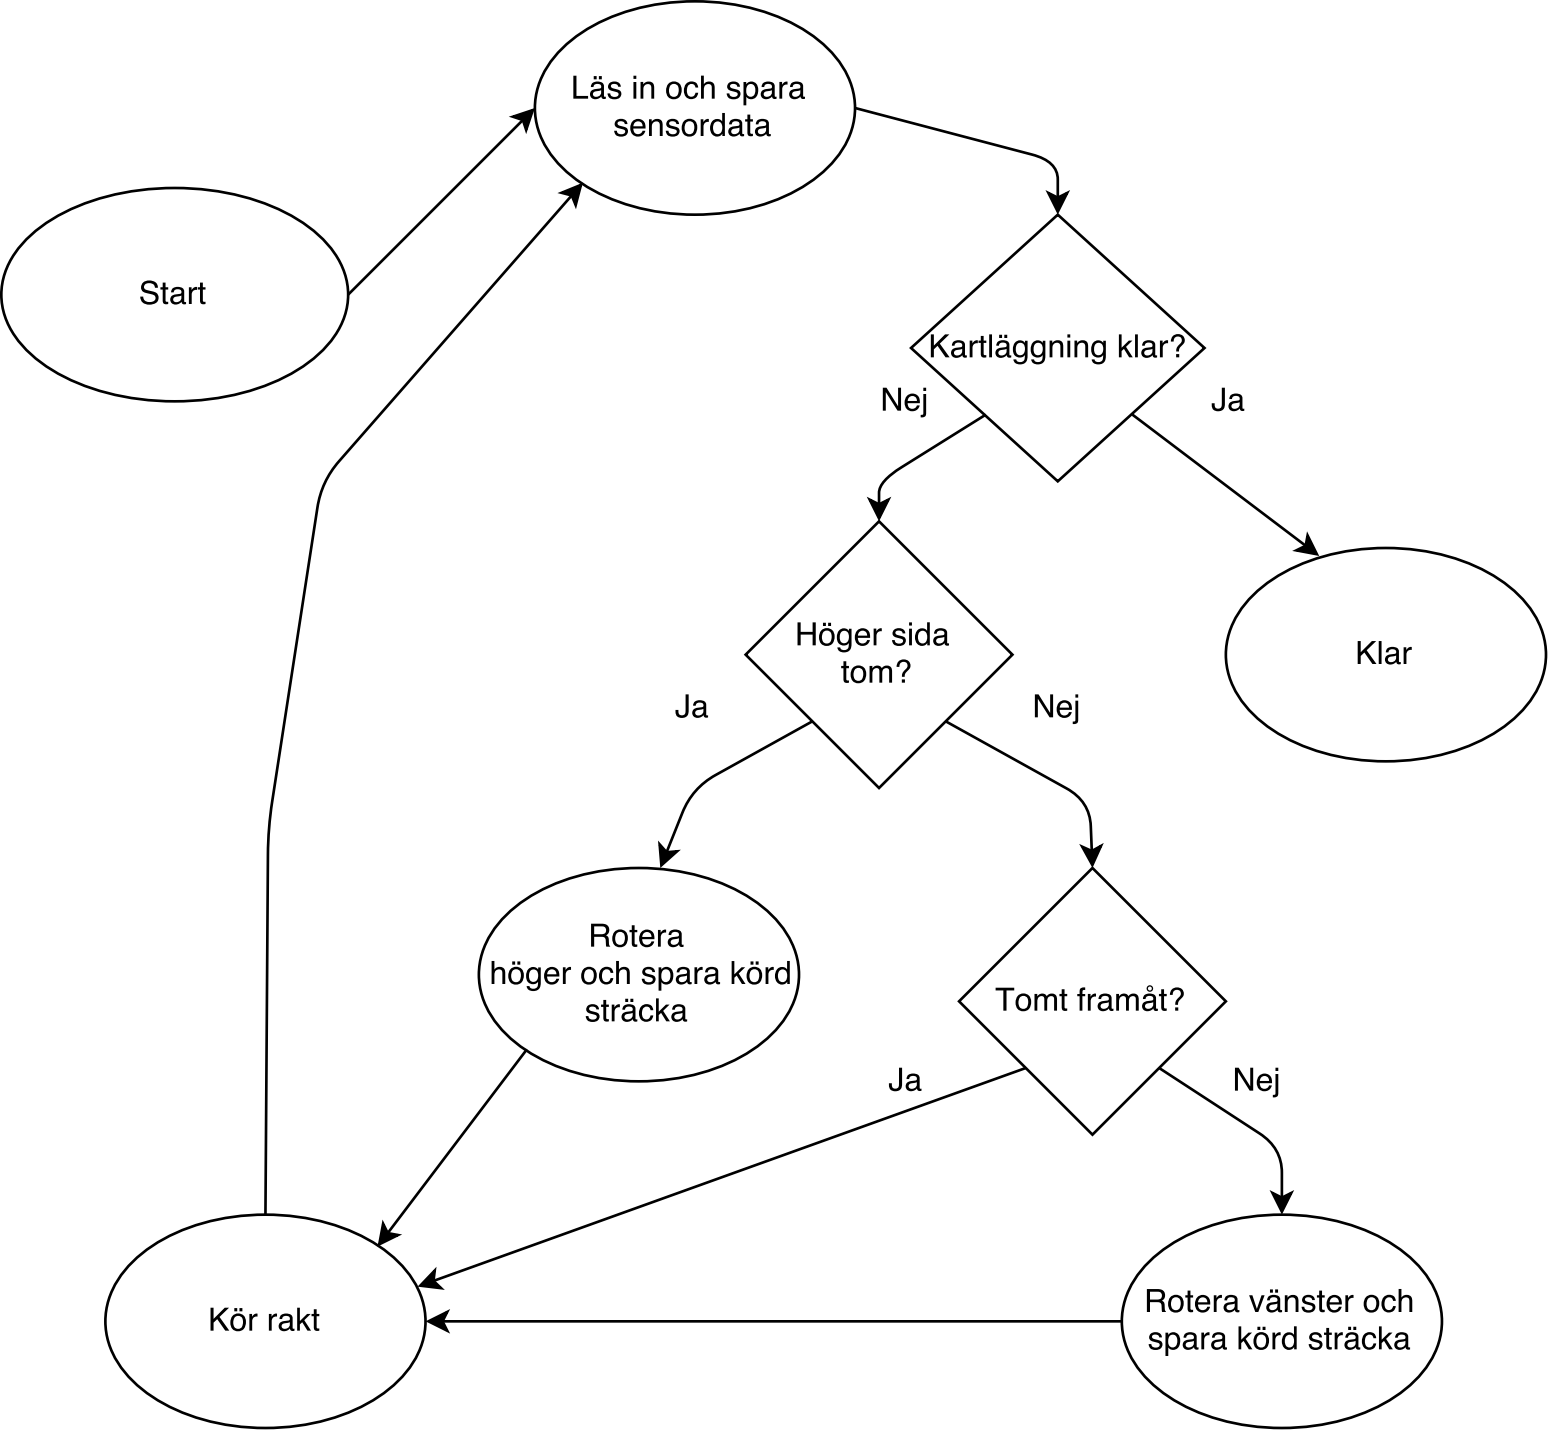 Läs in och spara
sensordata
Start
Kartläggning klar?
Nej
Ja
Höger sida
tom?
Klar
Ja
Nej
Rotera
höger och spara körd
sträcka
Tomt framåt?
Ja
Nej
Kör rakt
Rotera vänster och
spara körd sträcka